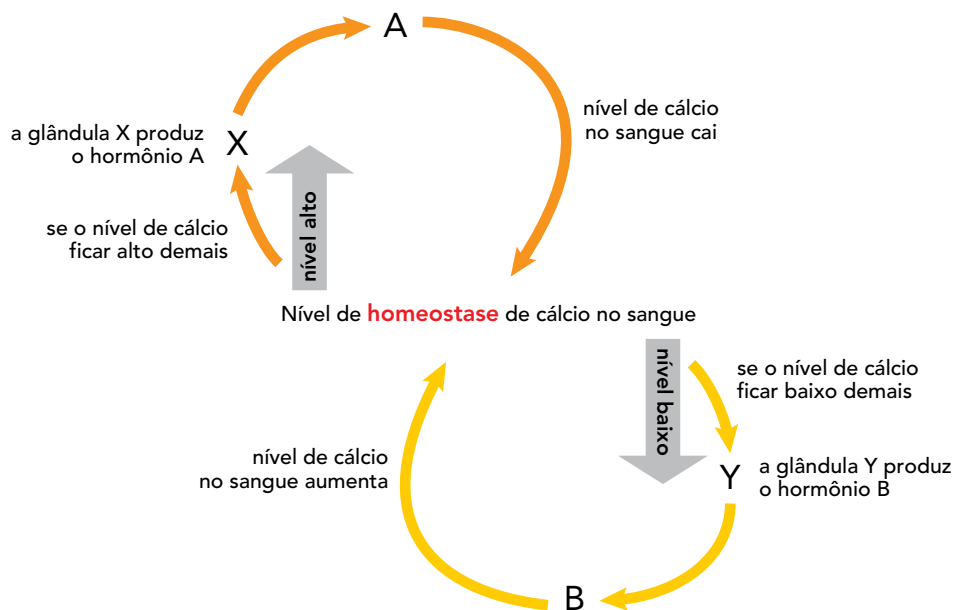 A
nível de cálcio
no sangue cai
a glândula X produz
o hormônio A
X
nível alto
se o nível de cálcio
ficar alto demais
Nível de homeostase de cálcio no sangue
nível baixo
se o nível de cálcio
ficar baixo demais
nível de cálcio
no sangue aumenta
Y
a glândula Y produz
o hormônio B
B